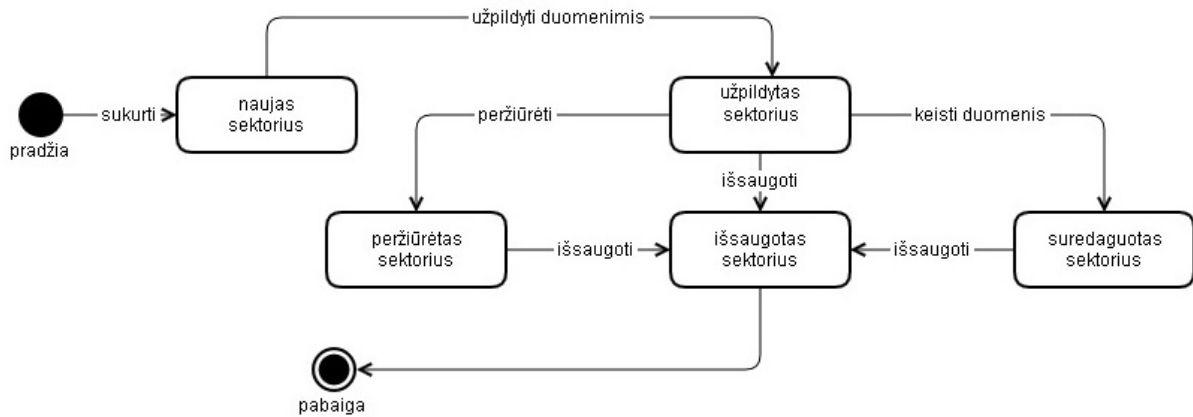 užpildyti duomenimis
naujas
sektorius
užpildytas
sektorius
sukurti
peržiūrėti
keisti duomenis
pradžia
išsaugoti
peržiūrėtas
sektorius
išsaugoti
išsaugotas
sektorius
išsaugoti
suredaguotas
sektorius
pabaiga